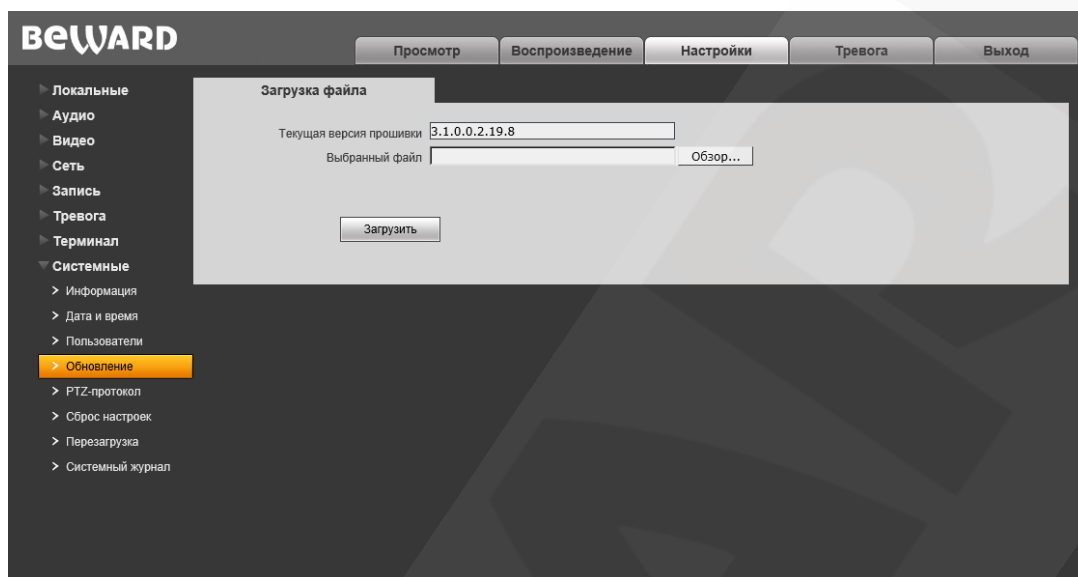 BEWARD
Просмотр
Воспроизведение
Настройки
Тревога
Выход
Локальные
Аудио
Видео
Сеть
Запись
Тревога
Терминал
Системные
Информация
Дата и время
Пользователи
Обновление
PTZ-протокол
Сброс настроек
Перезагрузка
Системный журнал
Загрузка файла
Текущая версия прошивки 3.1.0.0.2.19.8
Выбранный файл Обзор...
Загрузить